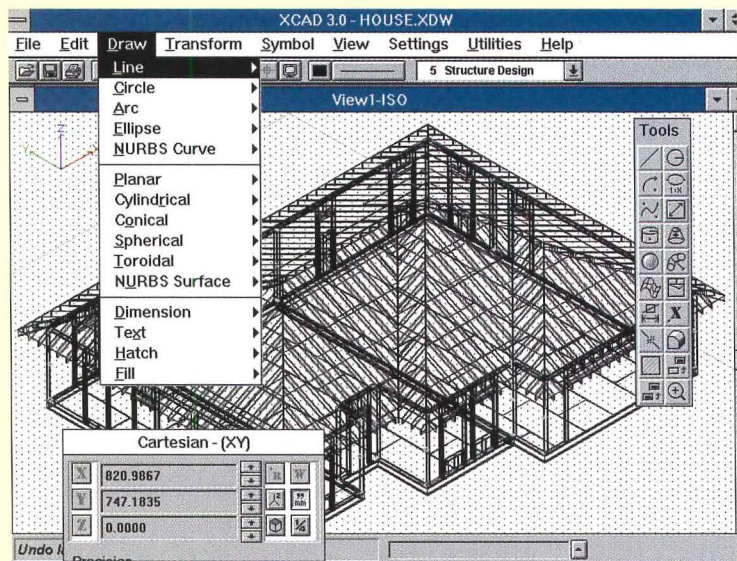 XCAD 3.0 - HOUSE.XDW
File Edit Draw Transform Symbol View Settings Utilities Help
5 Structure Design
View1-ISO
Line
Circle
Arc
Ellipse
NURBS Curve
Planar
Cylindrical
Conical
Spherical
Toroidal
NURBS Surface
Dimension
Text
Hatch
Fill
Z
Y
X
Tools
X
Cartesian - (XY)
X 820.9867
W
Y 747.1835
mm
Z 0.0000
Undo